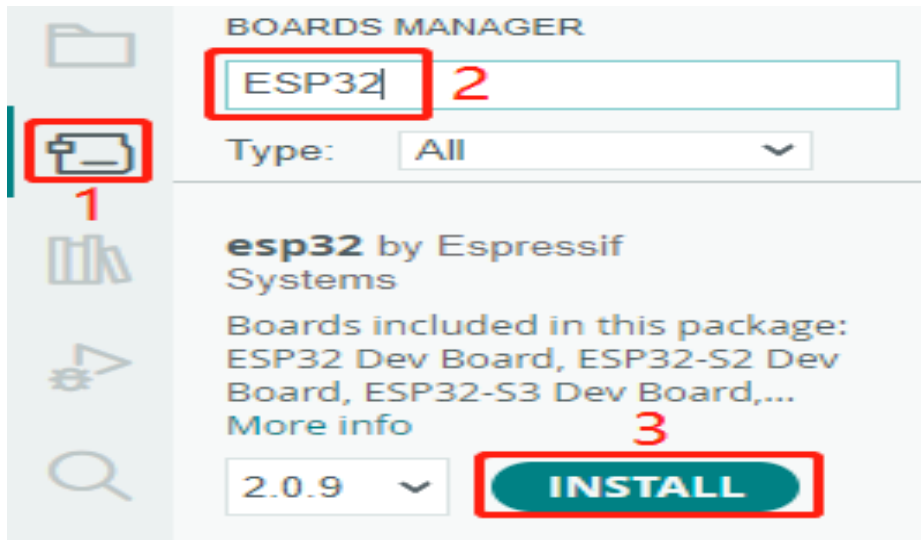 BOARDS MANAGER
ESP32 2
Type: All
1
esp32 by Espressif
Systems
Boards included in this package:
ESP32 Dev Board, ESP32-S2 Dev
Board, ESP32-S3 Dev Board,...
More info
3
2.0.9 INSTALL